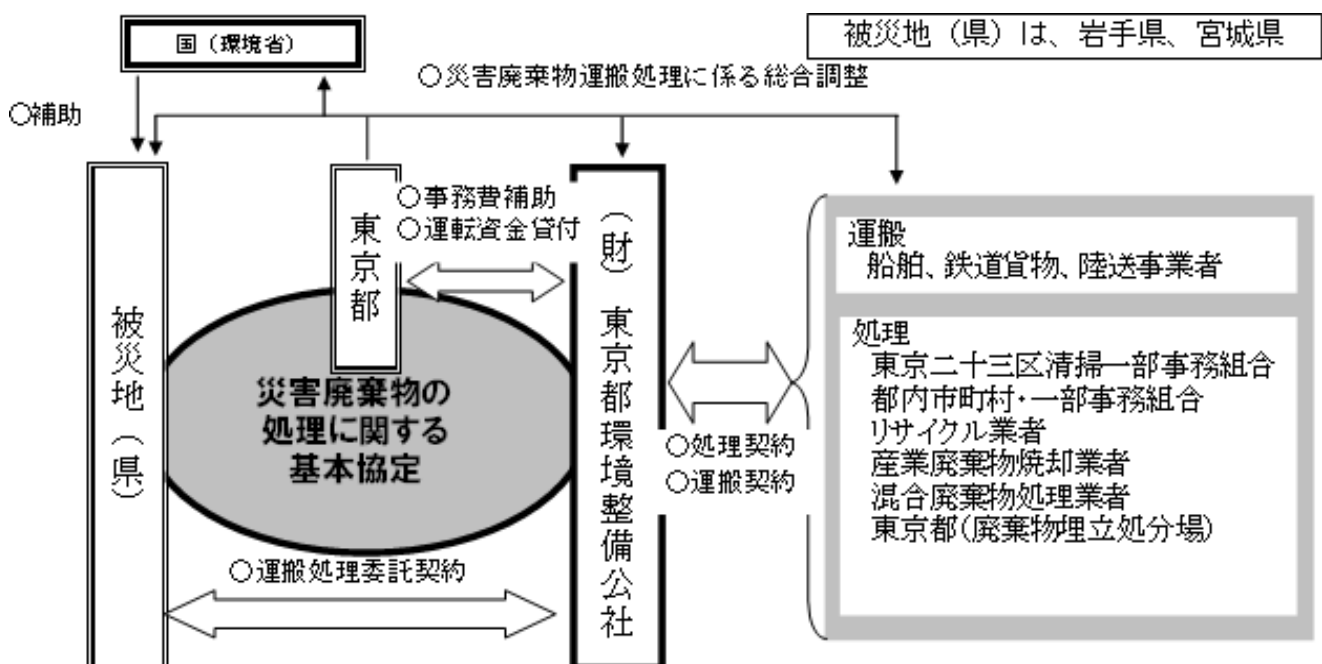 国（環境省）
被災地（県）は、岩手県、宮城県
○災害廃棄物運搬処理に係る総合調整
○補助
被災地（県）
東京都
○事務費補助
○運転資金貸付
（財）東京都環境整備公社
災害廃棄物の
処理に関する
基本協定
○運搬処理委託契約
○処理契約
○運搬契約
運搬
船舶、鉄道貨物、陸送事業者
処理
東京二十三区清掃一部事務組合
都内市町村・一部事務組合
リサイクル業者
産業廃棄物焼却業者
混合廃棄物処理業者
東京都（廃棄物埋立処分場）